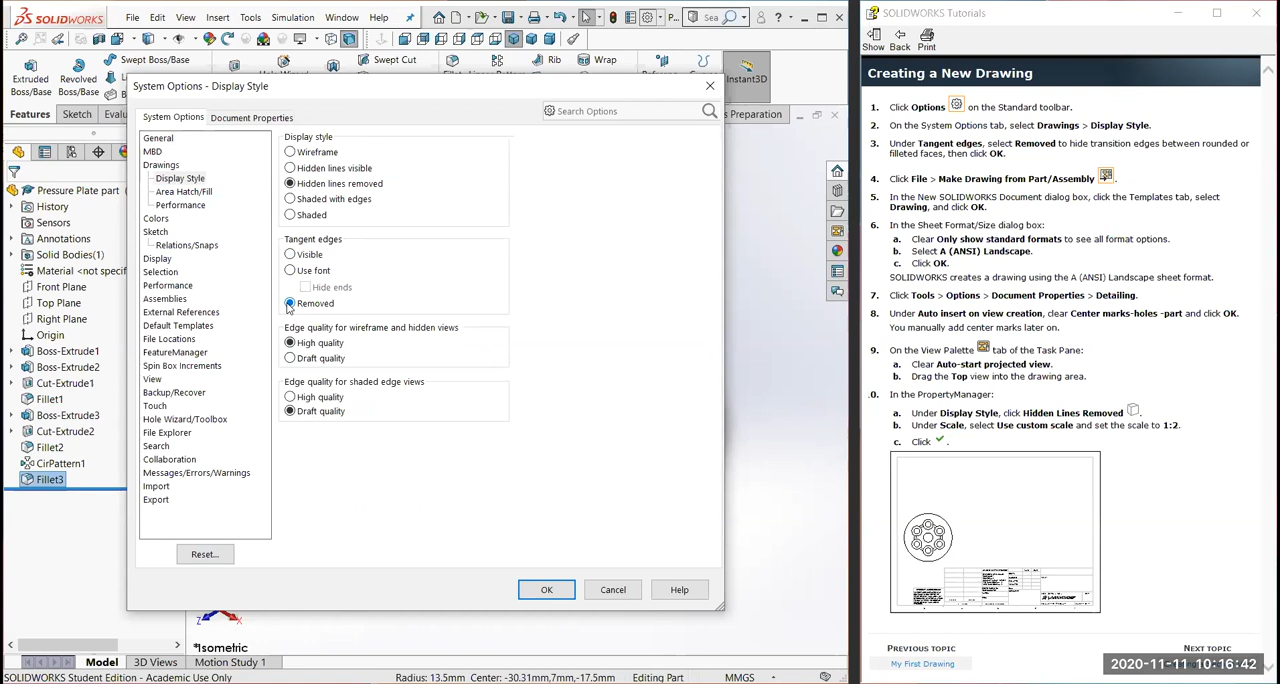 SOLIDWORKS
File
Edit
View
Insert
Tools
Simulation
Window
Help
P...
Sea
Extruded
Boss/Base
Revolved
Boss/Base
Swept Boss/Base
Swept Cut
Rib
Wrap
Instant3D
Features
Sketch
s Preparation
Pressure Plate part
History
Sensors
Annotations
Solid Bodies(1)
Material <not specif
Front Plane
Top Plane
Right Plane
Origin
Boss-Extrude1
Boss-Extrude2
Cut-Extrude1
Fillet1
Boss-Extrude3
Cut-Extrude2
Fillet2
CirPattern1
Fillet3
System Options - Display Style
System Options
Document Properties
Search Options
General
MBD
Drawings
Display Style
Area Hatch/Fill
Performance
Colors
Sketch
Relations/Snaps
Display
Selection
Performance
Assemblies
External References
Default Templates
File Locations
FeatureManager
Spin Box Increments
View
Backup/Recover
Touch
Hole Wizard/Toolbox
File Explorer
Search
Collaboration
Messages/Errors/Warnings
Import
Export
Reset...
Display style
Wireframe
Hidden lines visible
Hidden lines removed
Shaded with edges
Shaded
Tangent edges
Visible
Use font
Hide ends
Removed
Edge quality for wireframe and hidden views
High quality
Draft quality
Edge quality for shaded edge views
High quality
Draft quality
OK
Cancel
Help
Z
X
*Isometric
Model
3D Views
Motion Study 1
SOLIDWORKS Student Edition - Academic Use Only
Radius: 13.5mm Center: -30.31mm,7mm,-17.5mm
Editing Part
MMGS
SOLIDWORKS Tutorials
Show
Back
Print
Creating a New Drawing
1. Click Options on the Standard toolbar.
2. On the System Options tab, select Drawings > Display Style.
3. Under Tangent edges, select Removed to hide transition edges between rounded or
filleted faces, then click OK.
4. Click File > Make Drawing from Part/Assembly .
5. In the New SOLIDWORKS Document dialog box, click the Templates tab, select
Drawing, and click OK.
6. In the Sheet Format/Size dialog box:
a. Clear Only show standard formats to see all format options.
b. Select A (ANSI) Landscape.
c. Click OK.
SOLIDWORKS creates a drawing using the A (ANSI) Landscape sheet format.
7. Click Tools > Options > Document Properties > Detailing.
8. Under Auto insert on view creation, clear Center marks-holes -part and click OK.
You manually add center marks later on.
9. On the View Palette tab of the Task Pane:
a. Clear Auto-start projected view.
b. Drag the Top view into the drawing area.
.0. In the PropertyManager:
a. Under Display Style, click Hidden Lines Removed .
b. Under Scale, select Use custom scale and set the scale to 1:2.
c. Click .
PREVIOUS TOPIC
My First Drawing
NEXT TOPIC
2020-11-11 10:16:42